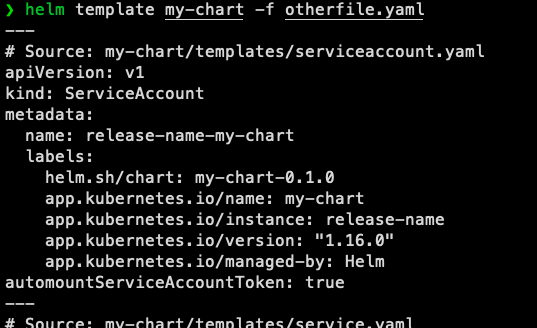 ❯ helm template my-chart -f otherfile.yaml
---
# Source: my-chart/templates/serviceaccount.yaml
apiVersion: v1
kind: ServiceAccount
metadata:
  name: release-name-my-chart
  labels:
    helm.sh/chart: my-chart-0.1.0
    app.kubernetes.io/name: my-chart
    app.kubernetes.io/instance: release-name
    app.kubernetes.io/version: "1.16.0"
    app.kubernetes.io/managed-by: Helm
automountServiceAccountToken: true
---
# Source: my-chart/templates/service.yaml